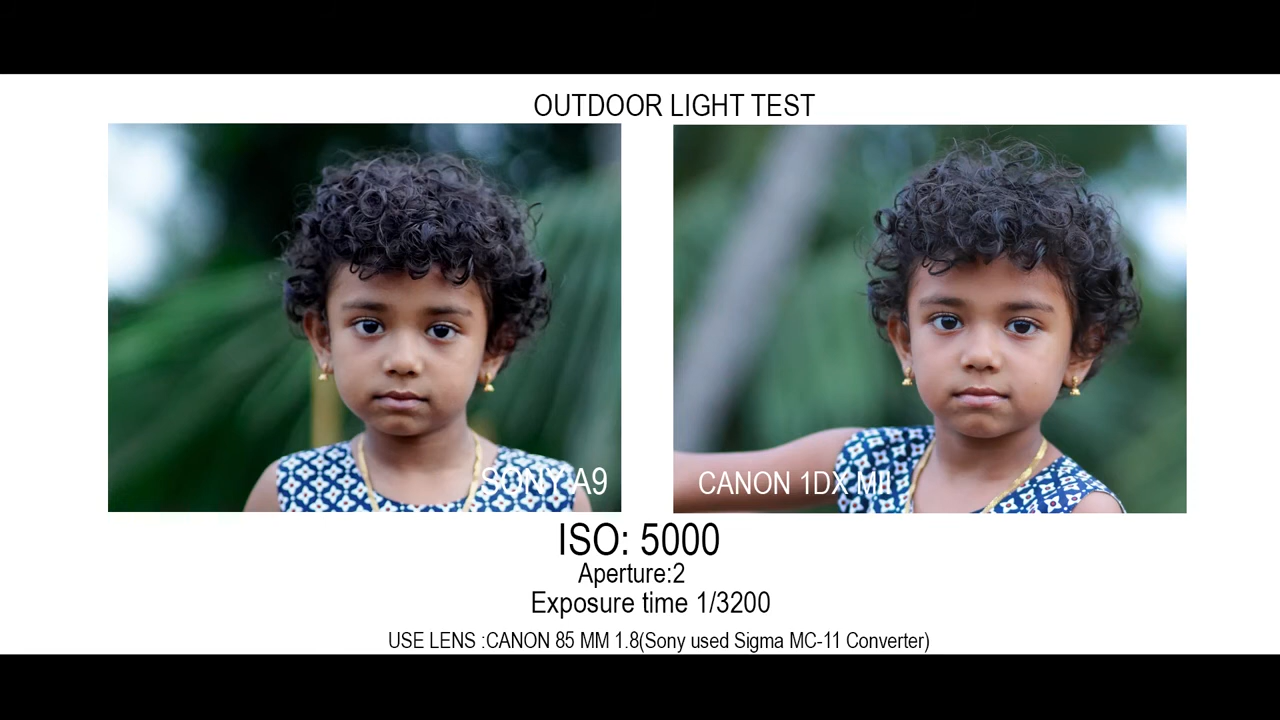 OUTDOOR LIGHT TEST
SONY A9
CANON 1DX MII
ISO: 5000
Aperture:2
Exposure time 1/3200
USE LENS :CANON 85 MM 1.8(Sony used Sigma MC-11 Converter)